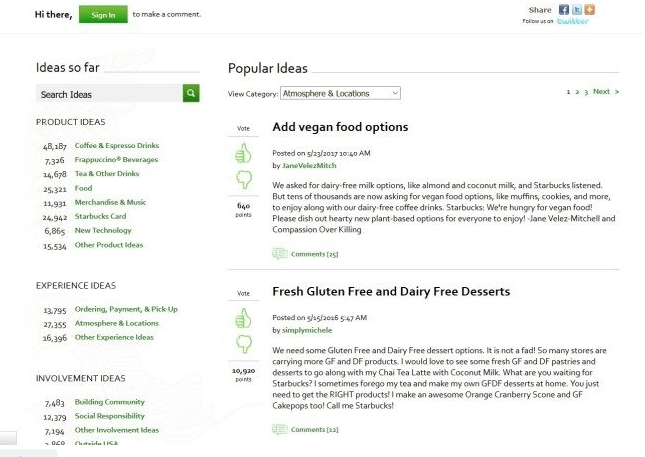 Hi there, Sign In to make a comment.
Share
Follow us on twitter
Ideas so far
Search Ideas
PRODUCT IDEAS
48,187 Coffee & Espresso Drinks
7,326 Frappuccino® Beverages
14,678 Tea & Other Drinks
25,321 Food
11,931 Merchandise & Music
24,942 Starbucks Card
6,865 New Technology
15,534 Other Product Ideas
EXPERIENCE IDEAS
13,795 Ordering, Payment, & Pick-Up
27,355 Atmosphere & Locations
16,396 Other Experience Ideas
INVOLVEMENT IDEAS
7,483 Building Community
12,379 Social Responsibility
7,194 Other Involvement Ideas
Outside USA
Popular Ideas
View Category: Atmosphere & Locations
1 2 3 Next >
Vote
640
points
Add vegan food options
Posted on 5/23/2017 10:40 AM
by JaneVelezMitch
We asked for dairy-free milk options, like almond and coconut milk, and Starbucks listened.
But tens of thousands are now asking for vegan food options, like muffins, cookies, and more,
to enjoy along with our dairy-free coffee drinks. Starbucks: We're hungry for vegan food!
Please dish out hearty new plant-based options for everyone to enjoy! -Jane Velez-Mitchell and
Compassion Over Killing
Comments [25]
Vote
10,920
points
Fresh Gluten Free and Dairy Free Desserts
Posted on 5/15/2016 5:47 AM
by simplymichele
We need some Gluten Free and Dairy Free dessert options. It is not a fad! So many stores are
carrying more GF and DF products. I would love to see some fresh GF and DF pastries and
desserts to go along with my Chai Tea Latte with Coconut Milk. What are you waiting for
Starbucks? I sometimes forego my tea and make my own GFDF desserts at home. You just
need to get the RIGHT products! I make an awesome Orange Cranberry Scone and GF
Cakepops too! Call me Starbucks!
Comments [12]